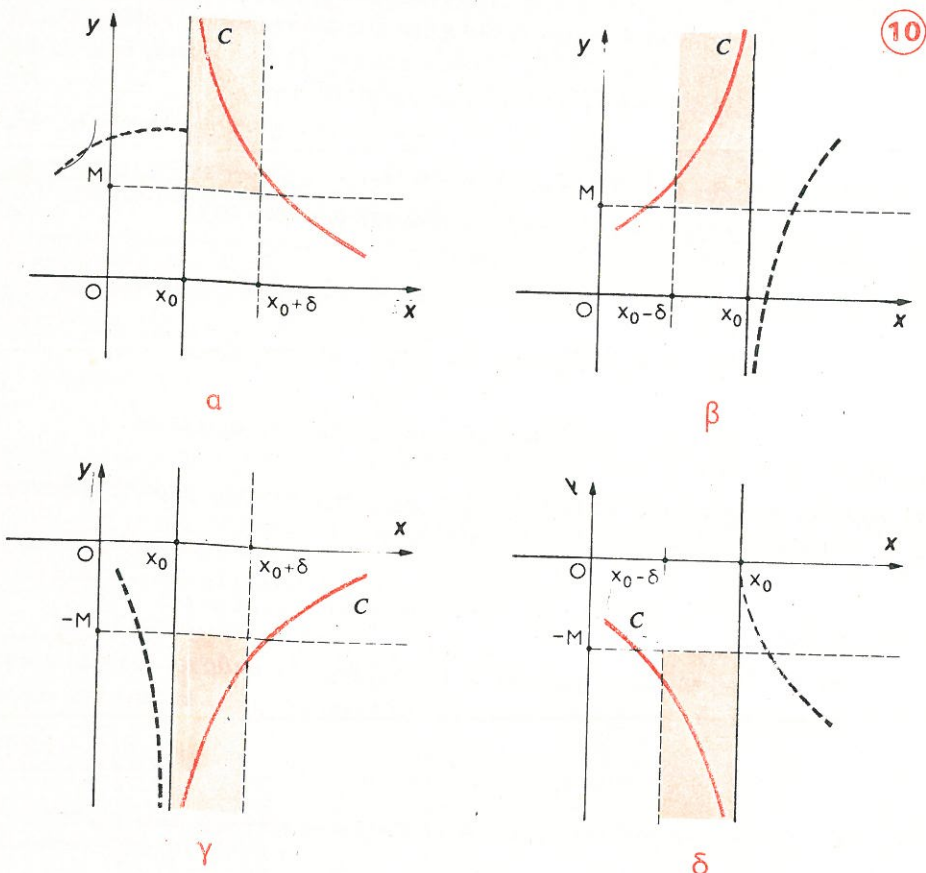 10
y C
y C
M
M
O x₀ x₀+δ x
O x₀-δ x₀ x
α
β
y x
y x
O x₀ x₀+δ
O x₀-δ x₀
-M C
-M C
γ
δ